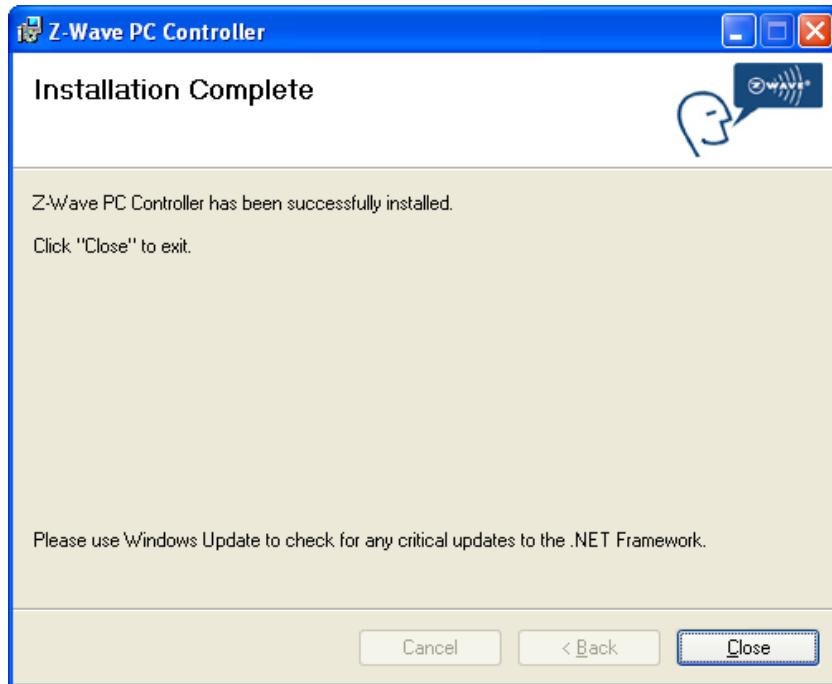 Z-Wave PC Controller
Installation Complete
ZWAVE®
Z-Wave PC Controller has been successfully installed.
Click "Close" to exit.
Please use Windows Update to check for any critical updates to the .NET Framework.
Cancel
< Back
Close